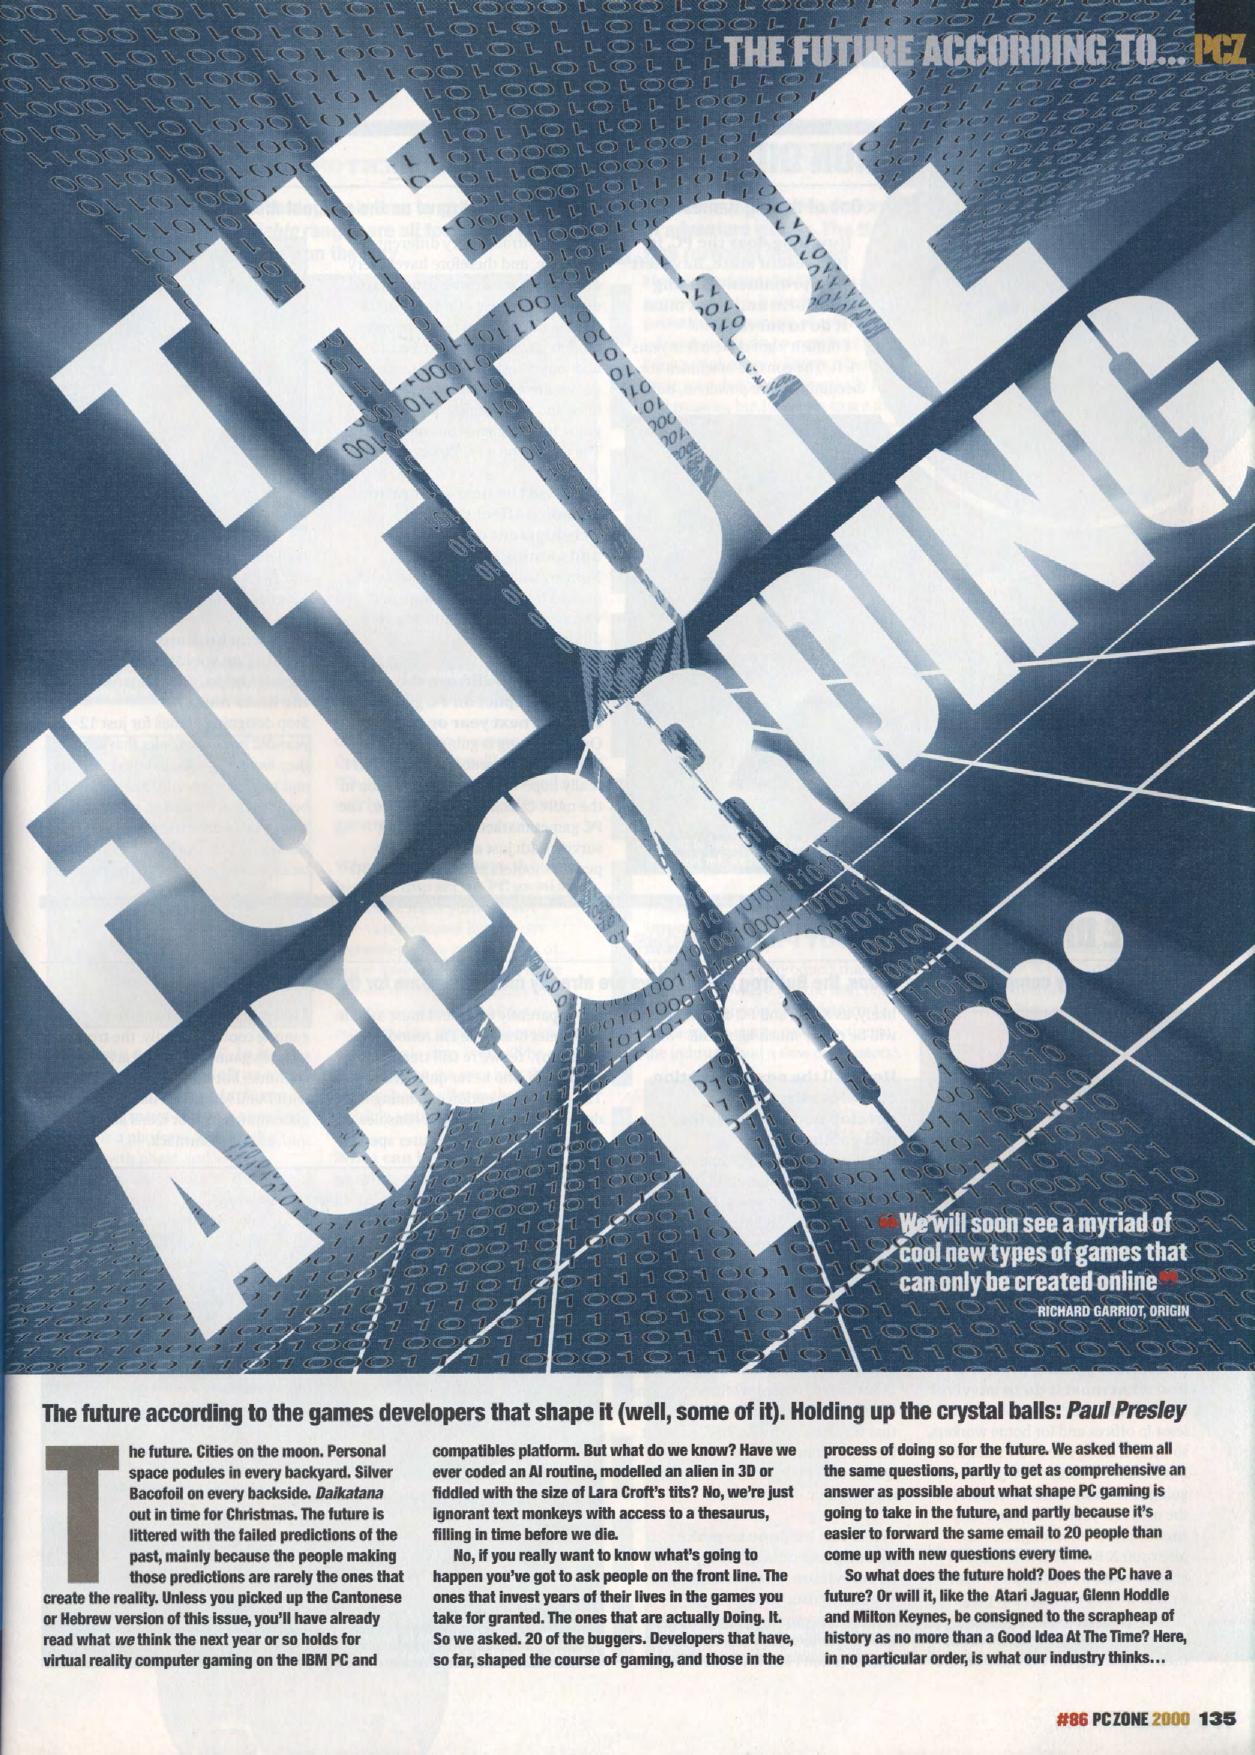 THE FUTURE ACCORDING TO... PCZ
THE
FUTURE
ACCORDING
TO...
“We will soon see a myriad of
cool new types of games that
can only be created online”
RICHARD GARRIOT, ORIGIN
The future according to the games developers that shape it (well, some of it). Holding up the crystal balls: Paul Presley
The future. Cities on the moon. Personal
space podules in every backyard. Silver
Bacofoil on every backside. Daikatana
out in time for Christmas. The future is
littered with the failed predictions of the
past, mainly because the people making
those predictions are rarely the ones that
create the reality. Unless you picked up the Cantonese
or Hebrew version of this issue, you'll have already
read what we think the next year or so holds for
virtual reality computer gaming on the IBM PC and
compatibles platform. But what do we know? Have we
ever coded an AI routine, modelled an alien in 3D or
fiddled with the size of Lara Croft's tits? No, we're just
ignorant text monkeys with access to a thesaurus,
filling in time before we die.
No, if you really want to know what's going to
happen you've got to ask people on the front line. The
ones that invest years of their lives in the games you
take for granted. The ones that are actually Doing. It.
So we asked. 20 of the buggers. Developers that have,
so far, shaped the course of gaming, and those in the
process of doing so for the future. We asked them all
the same questions, partly to get as comprehensive an
answer as possible about what shape PC gaming is
going to take in the future, and partly because it's
easier to forward the same email to 20 people than
come up with new questions every time.
So what does the future hold? Does the PC have a
future? Or will it, like the Atari Jaguar, Glenn Hoddle
and Milton Keynes, be consigned to the scrapheap of
history as no more than a Good Idea At The Time? Here,
in no particular order, is what our industry thinks...
#86 PC ZONE 2000 135